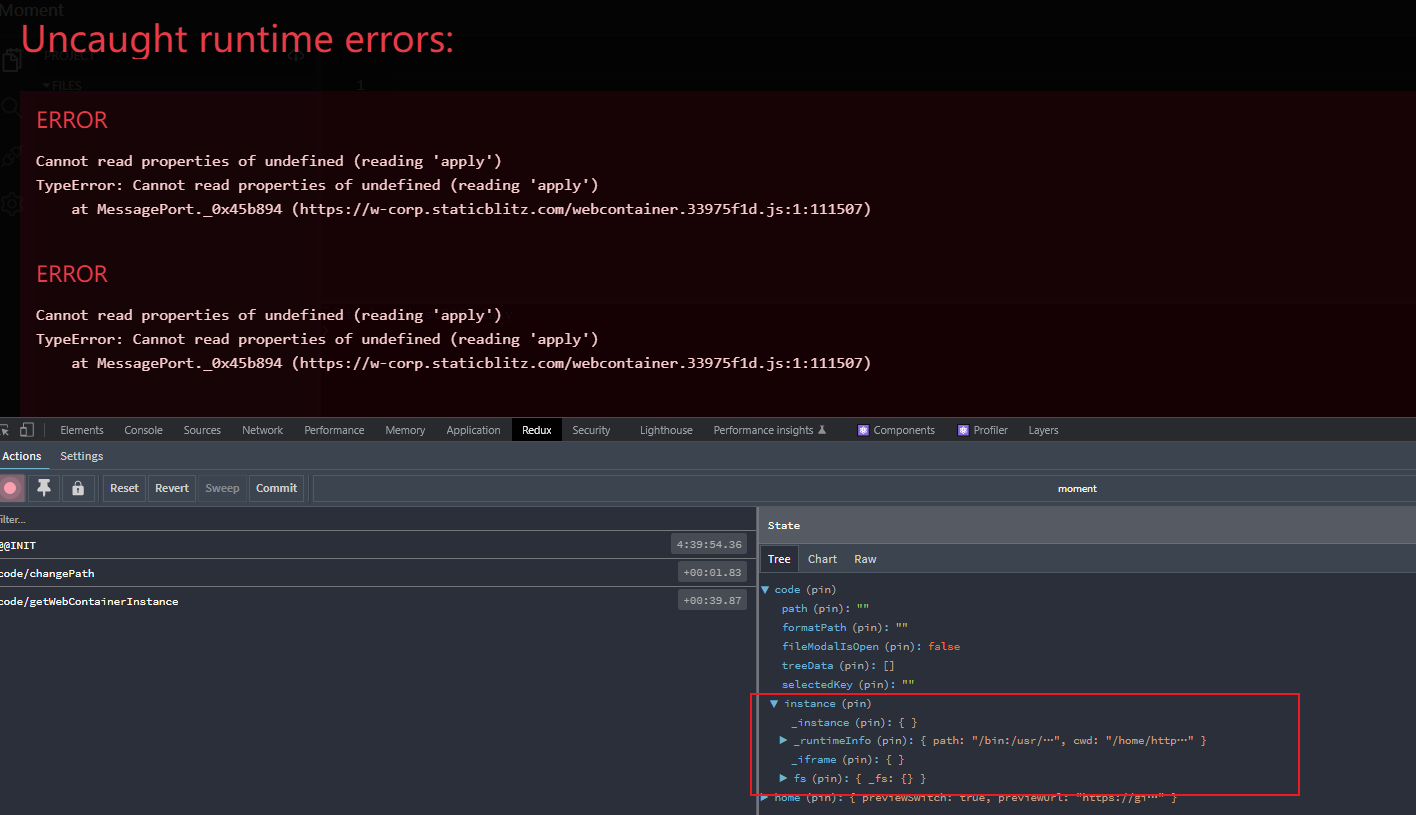 Moment
Uncaught runtime errors:
PROJECT
FILES
1
ERROR
Cannot read properties of undefined (reading 'apply')
TypeError: Cannot read properties of undefined (reading 'apply')
at MessagePort._0x45b894 (https://w-corp.staticblitz.com/webcontainer.33975f1d.js:1:111507)
ERROR
Cannot read properties of undefined (reading 'apply')
TypeError: Cannot read properties of undefined (reading 'apply')
at MessagePort._0x45b894 (https://w-corp.staticblitz.com/webcontainer.33975f1d.js:1:111507)
Elements Console Sources Network Performance Memory Application Redux Security Lighthouse Performance insights Components Profiler Layers
Actions Settings
Reset Revert Sweep Commit moment
ilter...
@@INIT 4:39:54.36
code/changePath +00:01.83
code/getWebContainerInstance +00:39.87
State
Tree Chart Raw
code (pin)
path (pin): ""
formatPath (pin): ""
fileModalIsOpen (pin): false
treeData (pin): []
selectedKey (pin): ""
instance (pin)
_instance (pin): { }
_runtimeInfo (pin): { path: "/bin:/usr/…", cwd: "/home/http…" }
_iframe (pin): { }
fs (pin): { _fs: {} }
home (pin): { previewSwitch: true, previewUrl: "https://gi…" }